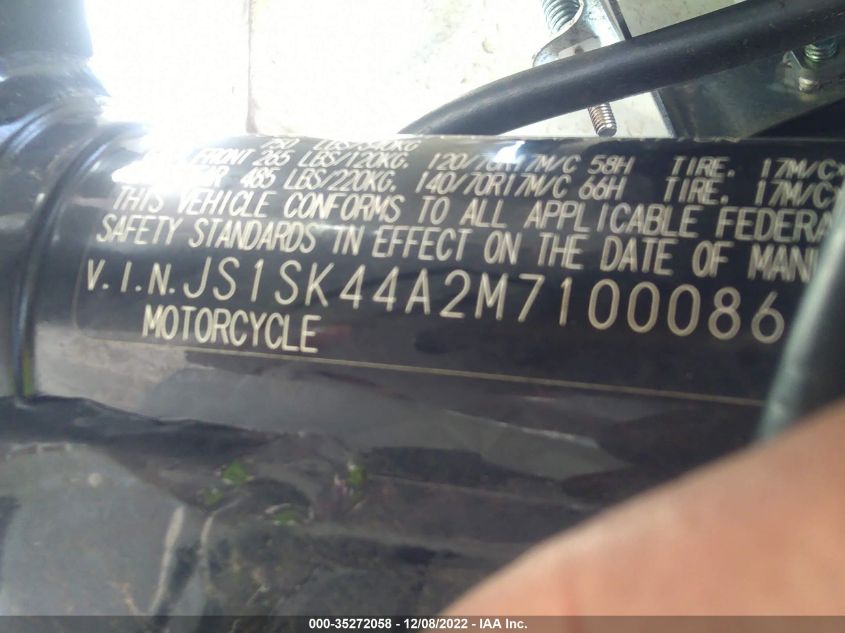 LBS/340KG
FRONT 265 LBS/120KG, 120/70R17M/C 58H TIRE, 17M/C
485 LBS/220KG, 140/70R17M/C 66H TIRE, 17M/C
THIS VEHICLE CONFORMS TO ALL APPLICABLE FEDERA
SAFETY STANDARDS IN EFFECT ON THE DATE OF MAN
V.I.N.JS1SK44A2M7100086
MOTORCYCLE
000-35272058 - 12/08/2022 - IAA Inc.